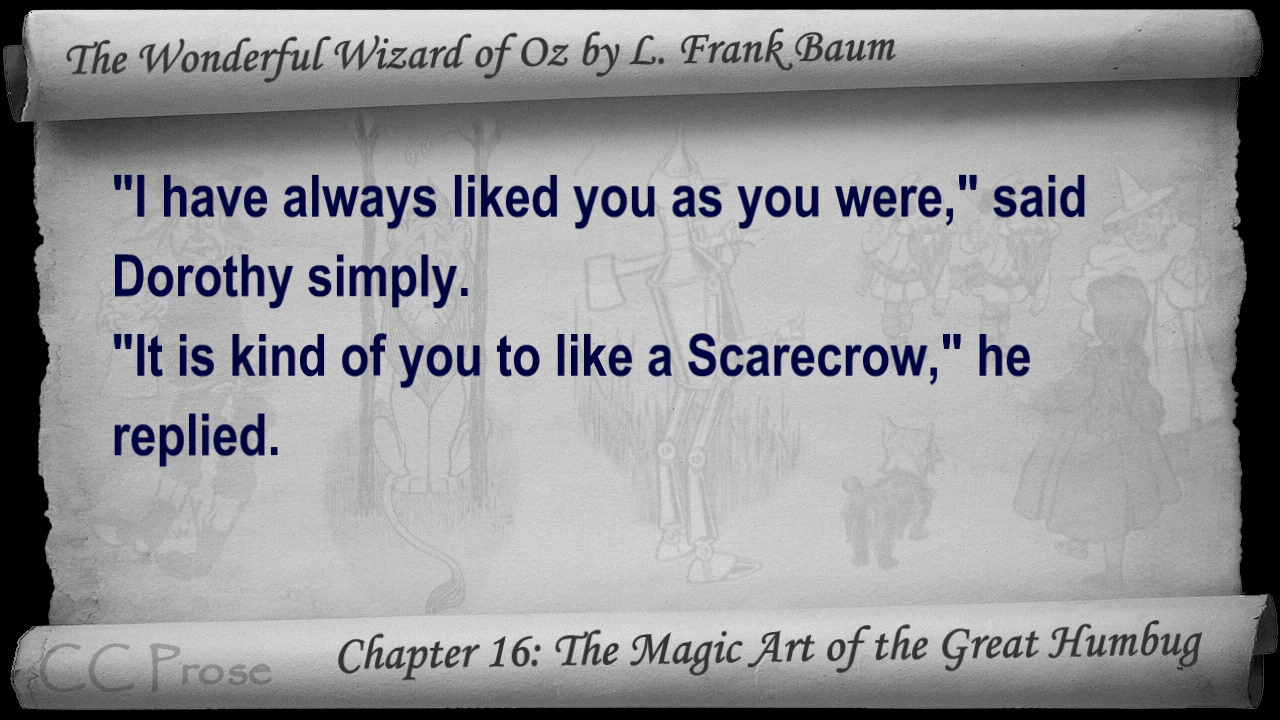 The Wonderful Wizard of Oz by L. Frank Baum
"I have always liked you as you were," said
Dorothy simply.
"It is kind of you to like a Scarecrow," he
replied.
CC Prose
Chapter 16: The Magic Art of the Great Humbug